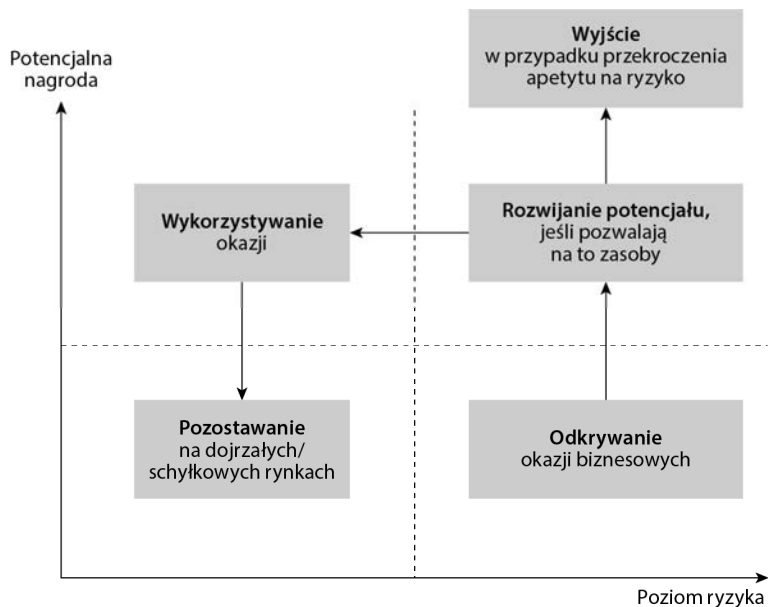 Potencjalna
nagroda
Wyjście
w przypadku przekroczenia
apetytu na ryzyko
Wykorzystywanie
okazji
Rozwijanie potencjału,
jeśli pozwalają
na to zasoby
Pozostawanie
na dojrzałych/
schyłkowych rynkach
Odkrywanie
okazji biznesowych
Poziom ryzyka